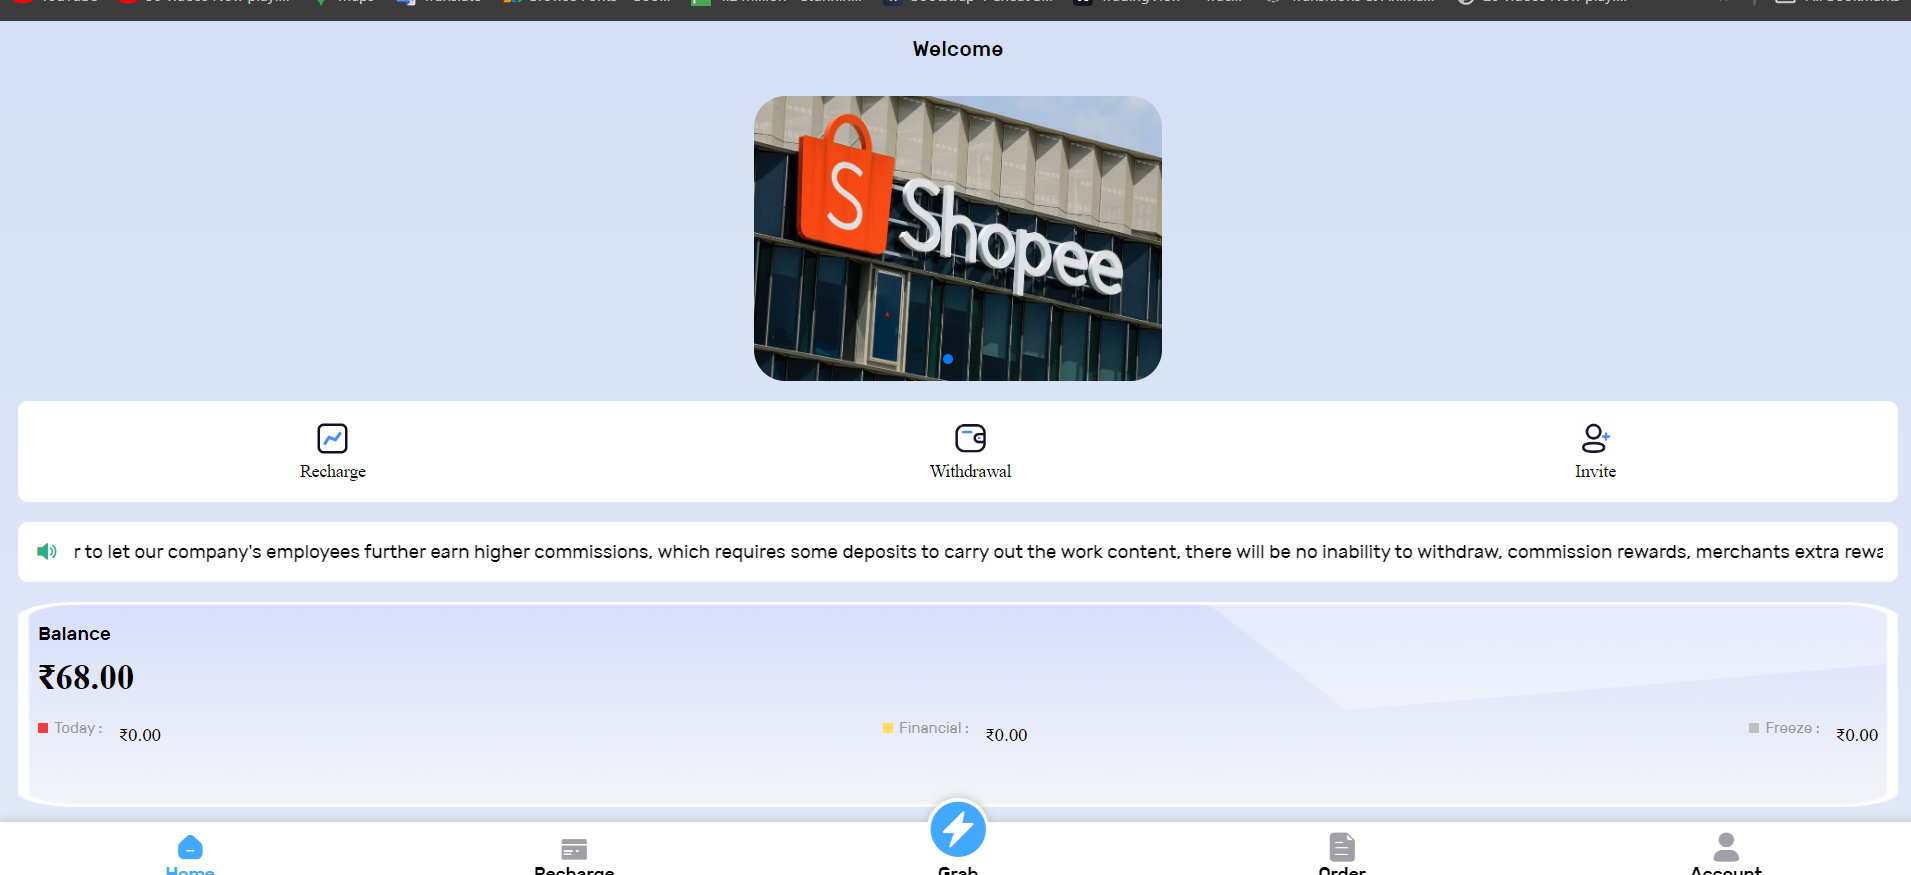 Welcome
S Shopee
Recharge
Withdrawal
Invite
r to let our company's employees further earn higher commissions, which requires some deposits to carry out the work content, there will be no inability to withdraw, commission rewards, merchants extra rewa
Balance
₹68.00
Today : ₹0.00
Financial : ₹0.00
Freeze : ₹0.00
Home
Recharge
Grab
Order
Account